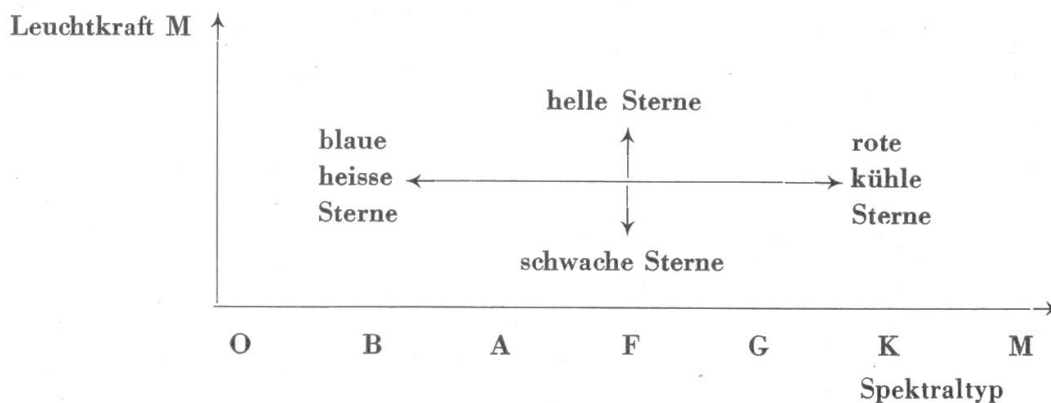 Leuchtkraft M
helle Sterne
blaue
heisse
Sterne
rote
kühle
Sterne
schwache Sterne
O B A F G K M
Spektraltyp